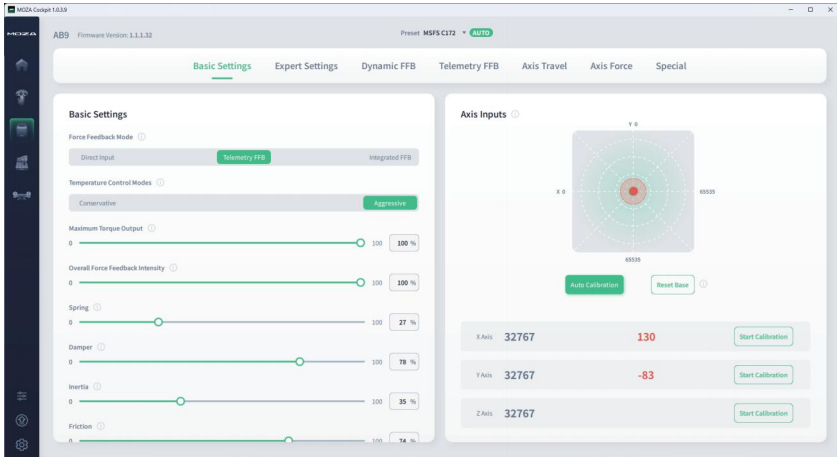 MOZA Cockpit 1.0.3.9
MOZA
AB9 Firmware Version: 1.1.1.32
Preset MSFS C172 AUTO
Basic Settings Expert Settings Dynamic FFB Telemetry FFB Axis Travel Axis Force Special
Basic Settings
Force Feedback Mode
Direct Input Telemetry FFB Integrated FFB
Temperature Control Modes
Conservative Aggressive
Maximum Torque Output
0 100 100 %
Overall Force Feedback Intensity
0 100 100 %
Spring
0 100 27 %
Damper
0 100 78 %
Inertia
0 100 35 %
Friction
0 100 74 %
Axis Inputs
Y 0
X 0 65535
65535
Auto Calibration Reset Base
X Axis 32767 130 Start Calibration
Y Axis 32767 -83 Start Calibration
Z Axis 32767 Start Calibration